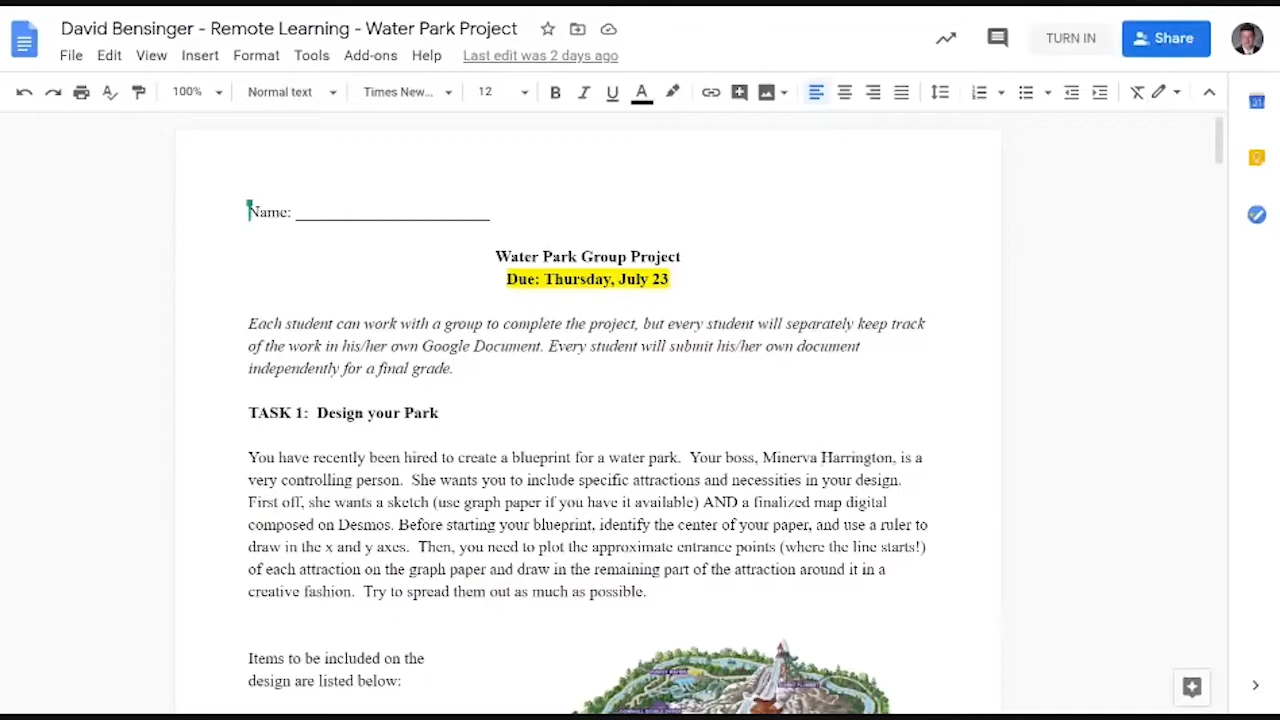 David Bensinger - Remote Learning - Water Park Project
File Edit View Insert Format Tools Add-ons Help Last edit was 2 days ago
TURN IN
Share
100% Normal text Times New... 12 B I U A
Name: __________________________
Water Park Group Project
Due: Thursday, July 23
Each student can work with a group to complete the project, but every student will separately keep track
of the work in his/her own Google Document. Every student will submit his/her own document
independently for a final grade.
TASK 1: Design your Park
You have recently been hired to create a blueprint for a water park. Your boss, Minerva Harrington, is a
very controlling person. She wants you to include specific attractions and necessities in your design.
First off, she wants a sketch (use graph paper if you have it available) AND a finalized map digital
composed on Desmos. Before starting your blueprint, identify the center of your paper, and use a ruler to
draw in the x and y axes. Then, you need to plot the approximate entrance points (where the line starts!)
of each attraction on the graph paper and draw in the remaining part of the attraction around it in a
creative fashion. Try to spread them out as much as possible.
Items to be included on the
design are listed below: